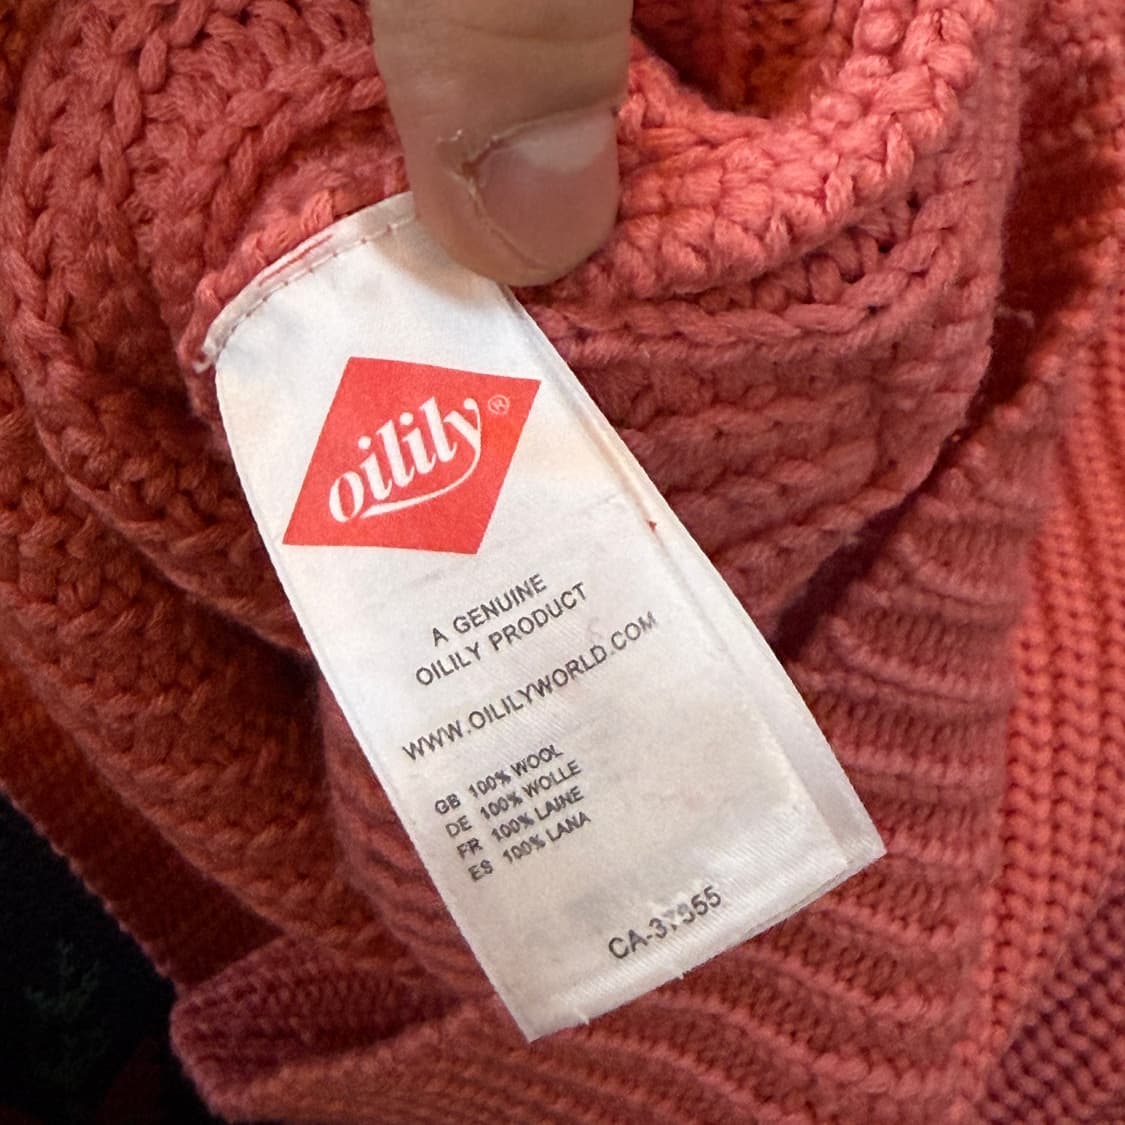 oilily®
A GENUINE
OILILY PRODUCT
WWW.OILILYWORLD.COM
GB 100% WOOL
DE 100% WOLLE
FR 100% LAINE
ES 100% LANA